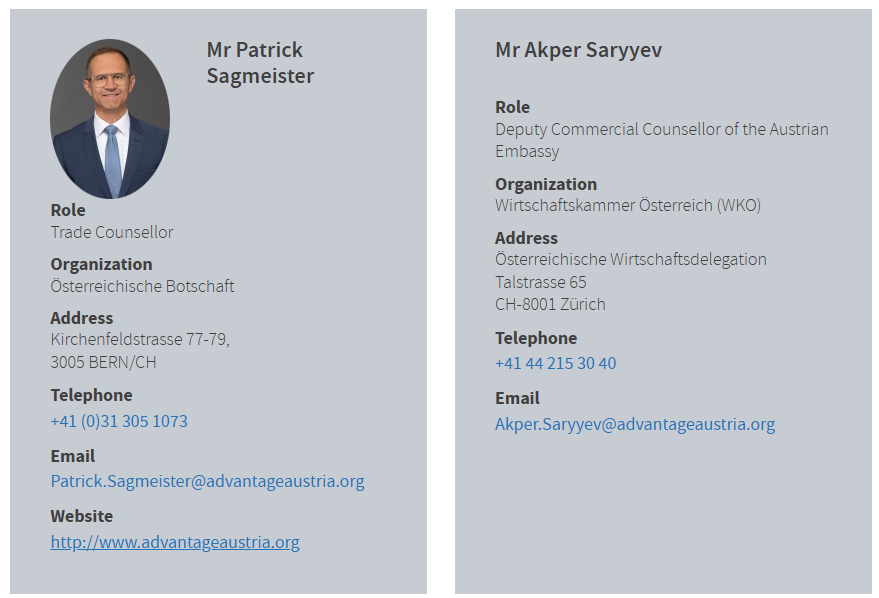 Mr Patrick
Sagmeister
Role
Trade Counsellor
Organization
Österreichische Botschaft
Address
Kirchenfeldstrasse 77-79,
3005 BERN/CH
Telephone
+41 (0)31 305 1073
Email
Patrick.Sagmeister@advantageaustria.org
Website
http://www.advantageaustria.org
Mr Akper Saryyev
Role
Deputy Commercial Counsellor of the Austrian
Embassy
Organization
Wirtschaftskammer Österreich (WKO)
Address
Österreichische Wirtschaftsdelegation
Talstrasse 65
CH-8001 Zürich
Telephone
+41 44 215 30 40
Email
Akper.Saryyev@advantageaustria.org